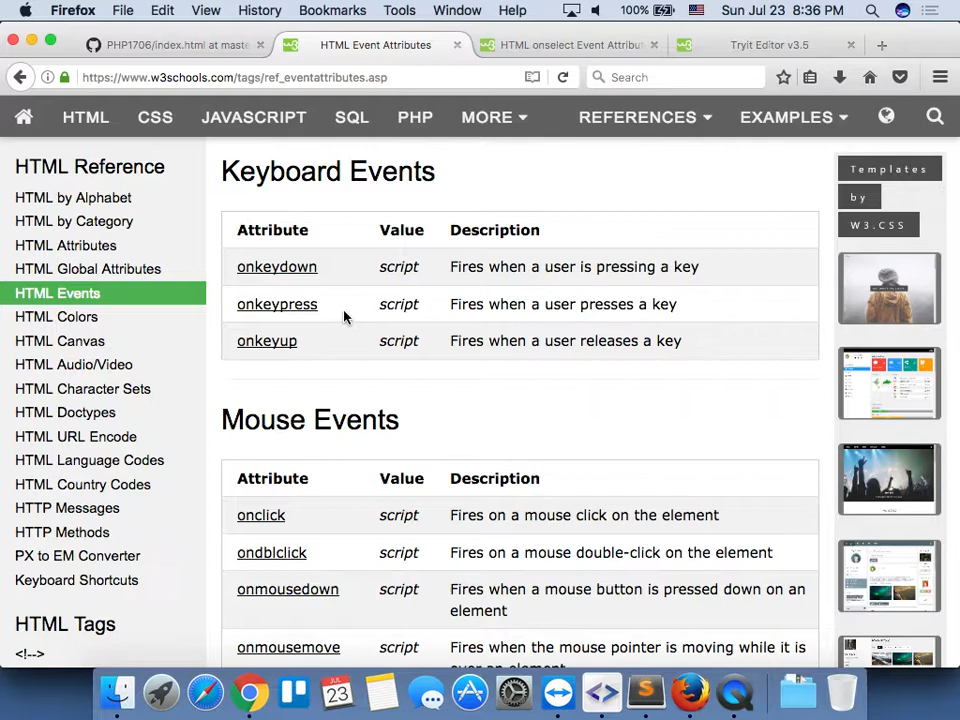 Firefox File Edit View History Bookmarks Tools Window Help 100% Sun Jul 23 8:36 PM
PHP1706/index.html at maste
HTML Event Attributes
HTML onselect Event Attribut
Tryit Editor v3.5
https://www.w3schools.com/tags/ref_eventattributes.asp
Search
HTML CSS JAVASCRIPT SQL PHP MORE REFERENCES EXAMPLES
HTML Reference
HTML by Alphabet
HTML by Category
HTML Attributes
HTML Global Attributes
HTML Events
HTML Colors
HTML Canvas
HTML Audio/Video
HTML Character Sets
HTML Doctypes
HTML URL Encode
HTML Language Codes
HTML Country Codes
HTTP Messages
HTTP Methods
PX to EM Converter
Keyboard Shortcuts
HTML Tags
<!-->
Keyboard Events
Attribute Value Description
onkeydown script Fires when a user is pressing a key
onkeypress script Fires when a user presses a key
onkeyup script Fires when a user releases a key
Mouse Events
Attribute Value Description
onclick script Fires on a mouse click on the element
ondblclick script Fires on a mouse double-click on the element
onmousedown script Fires when a mouse button is pressed down on an
element
onmousemove script Fires when the mouse pointer is moving while it is
over an element
Templates
by
W3.CSS
JUL
23